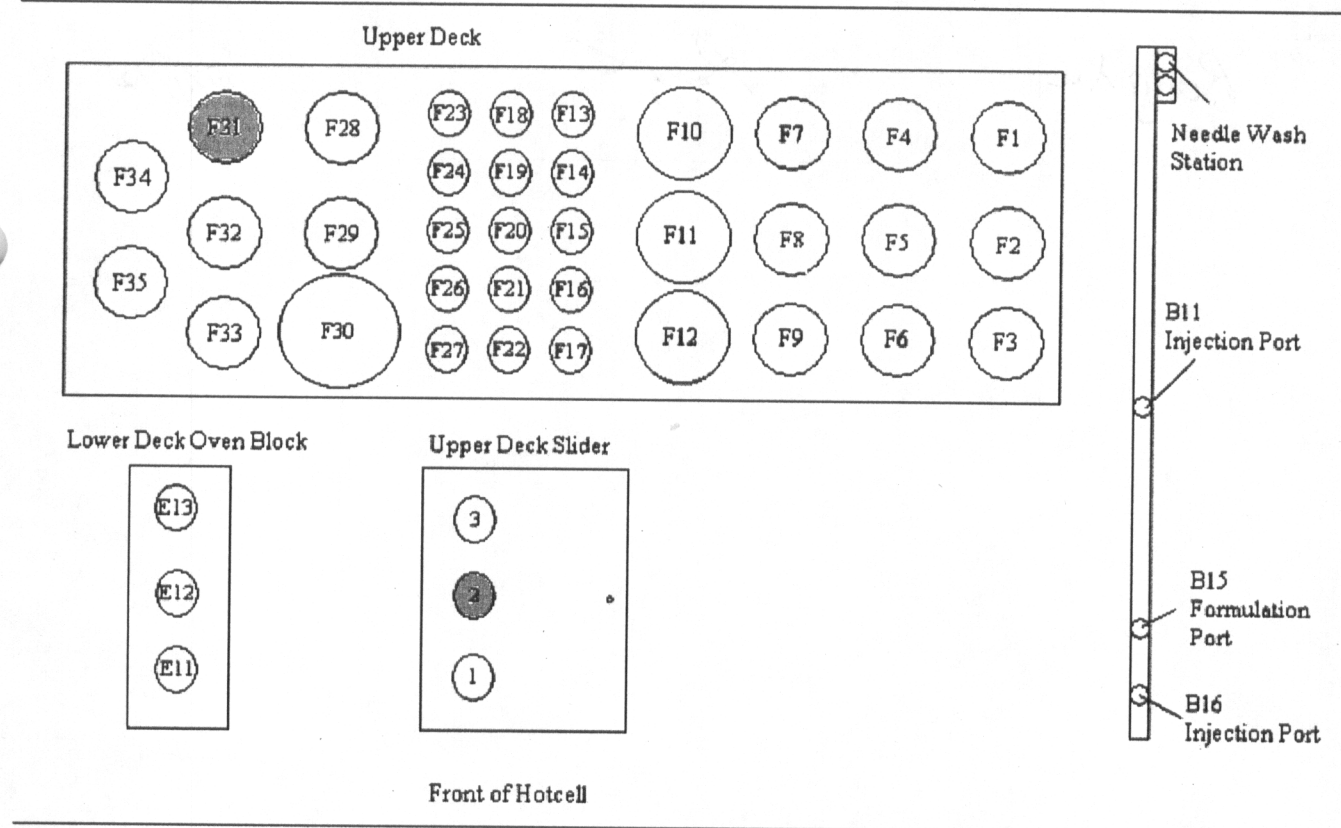 Upper Deck
F31 F28 F23 F18 F13 F10 F7 F4 F1
F34 F24 F19 F14
F32 F29 F25 F20 F15 F11 F8 F5 F2
F35 F26 F21 F16
F33 F30 F27 F22 F17 F12 F9 F6 F3
Needle Wash
Station
B11
Injection Port
Lower Deck Oven Block
E13
E12
E11
Upper Deck Slider
3
2
1
B15
Formulation
Port
B16
Injection Port
Front of Hotcell